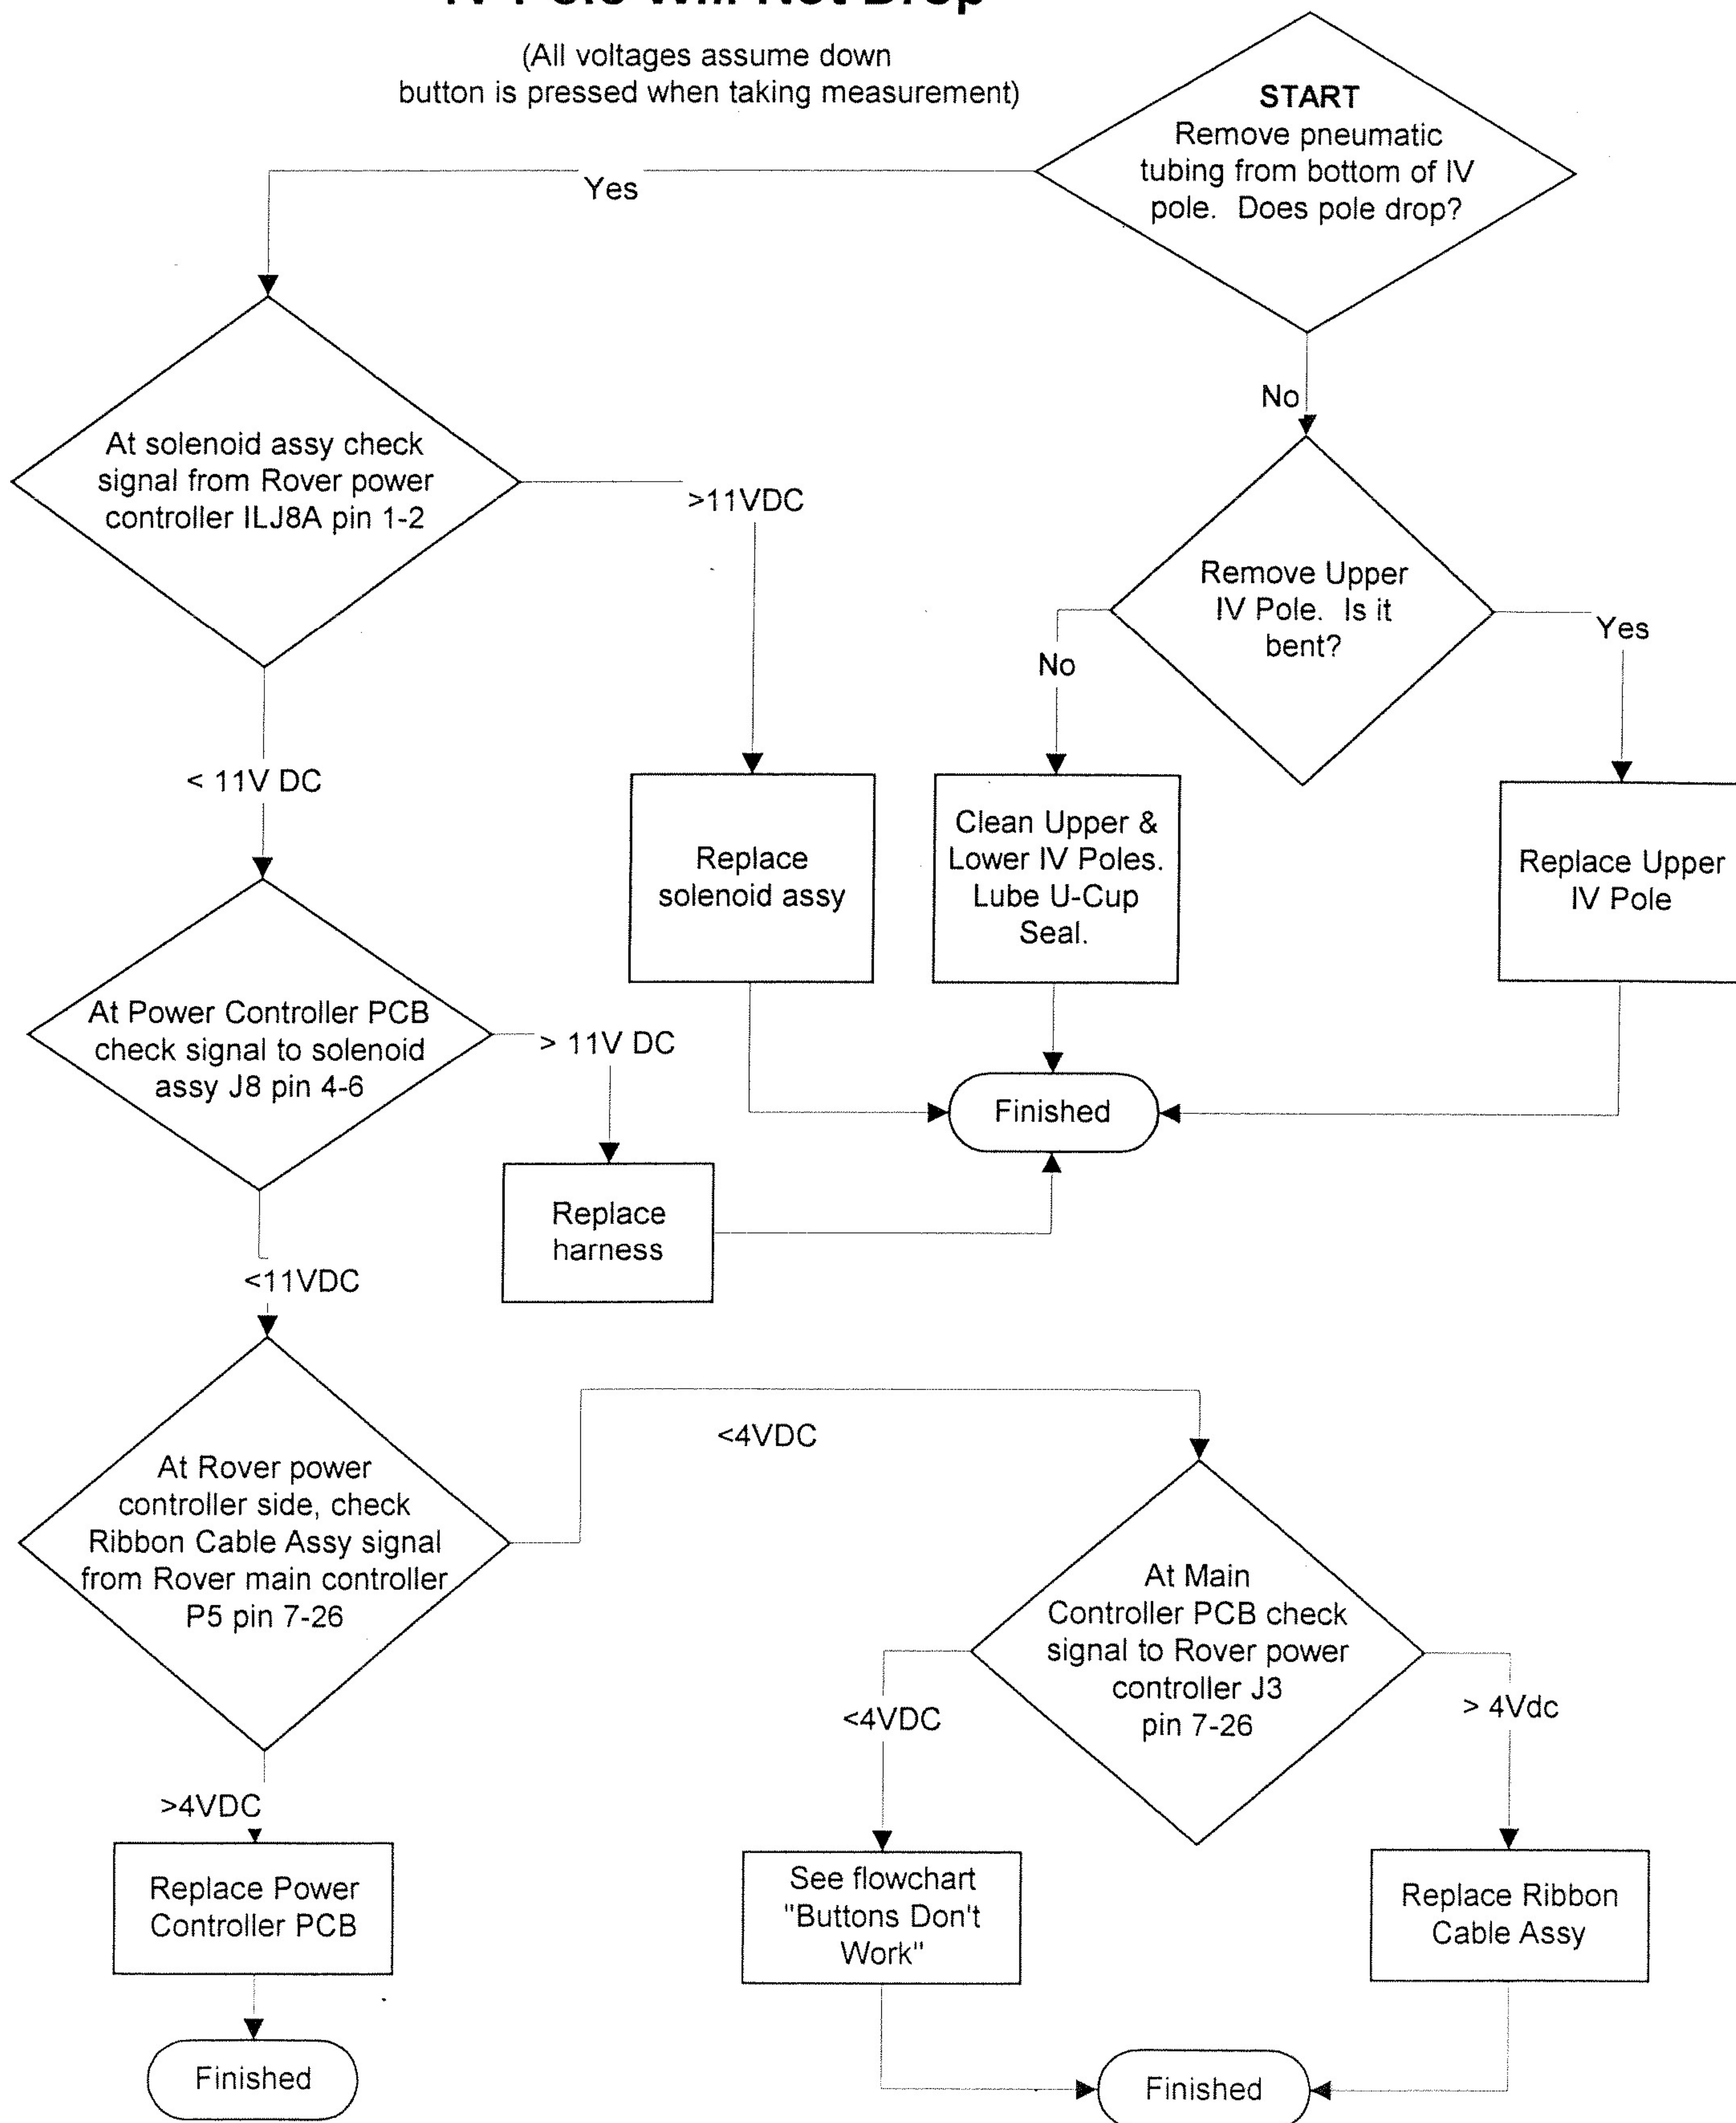 IV Pole Will Not Drop
(All voltages assume down
button is pressed when taking measurement)
START
Remove pneumatic
tubing from bottom of IV
pole. Does pole drop?
Yes
No
At solenoid assy check
signal from Rover power
controller ILJ8A pin 1-2
>11VDC
Remove Upper
IV Pole. Is it
bent?
Yes
No
< 11V DC
Replace
solenoid assy
Clean Upper &
Lower IV Poles.
Lube U-Cup
Seal.
Replace Upper
IV Pole
At Power Controller PCB
check signal to solenoid
assy J8 pin 4-6
> 11V DC
Finished
Replace
harness
<11VDC
<4VDC
At Rover power
controller side, check
Ribbon Cable Assy signal
from Rover main controller
P5 pin 7-26
At Main
Controller PCB check
signal to Rover power
controller J3
pin 7-26
<4VDC
> 4Vdc
>4VDC
Replace Power
Controller PCB
See flowchart
"Buttons Don't
Work"
Replace Ribbon
Cable Assy
Finished
Finished